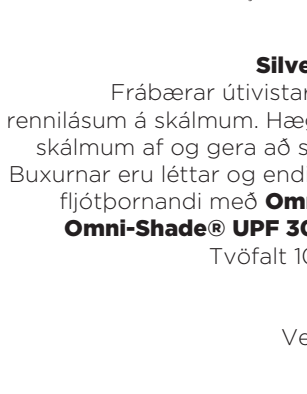 Silve
Frábærar útivistar
rennilásum á skálmum. Hæg
skálmum af og gera að s
Buxurnar eru léttar og end
fljótþornandi með Omn
Omni-Shade® UPF 30
Tvöfalt 10
Ve